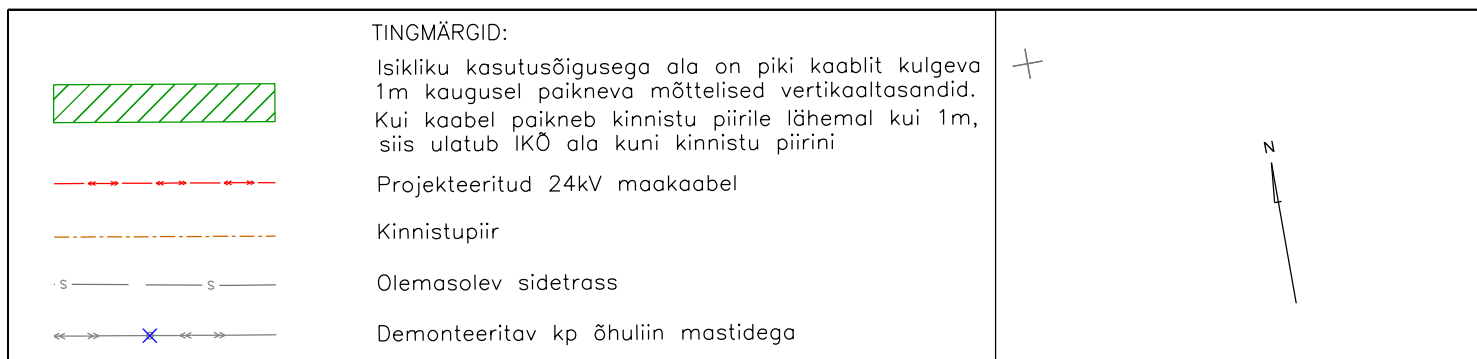 TINGMÄRGID:
Isikliku kasutusõigusega ala on piki kaablit kulgeva
1m kaugusel paikneva mõttelised vertikaaltasandid.
Kui kaabel paikneb kinnistu piirile lähemal kui 1m,
siis ulatub IKÕ ala kuni kinnistu piirini
Projekteeritud 24kV maakaabel
Kinnistupiir
S S Olemasolev sidetrass
Demonteeritav kp õhuliin mastidega
N